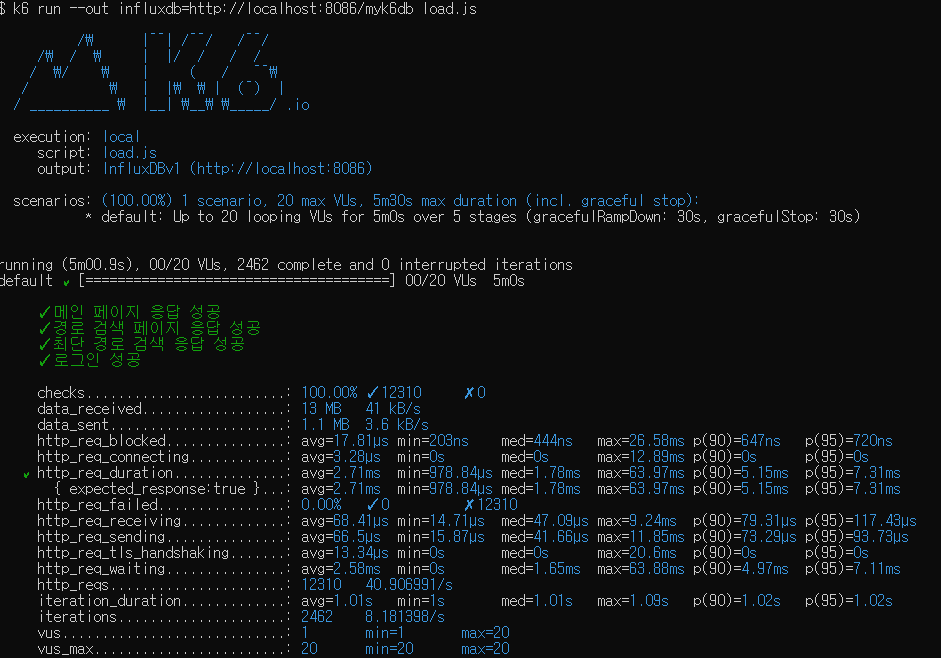 $ k6 run --out influxdb=http://localhost:8086/myk6db load.js
         /₩      |‾‾| /‾‾/   /‾‾/
    /₩  /  ₩     |  |/  /   /  /
   /  ₩/    ₩    |     (   /   ‾‾₩
  /          ₩   |  |₩  ₩ |  (‾)  |
 / __________ ₩  |__| ₩__₩ ₩_____/ .io
execution: local
script: load.js
output: InfluxDBv1 (http://localhost:8086)
scenarios: (100.00%) 1 scenario, 20 max VUs, 5m30s max duration (incl. graceful stop):
* default: Up to 20 looping VUs for 5m0s over 5 stages (gracefulRampDown: 30s, gracefulStop: 30s)
running (5m00.9s), 00/20 VUs, 2462 complete and 0 interrupted iterations
default ✓ [======================================] 00/20 VUs  5m0s
✓메인 페이지 응답 성공
✓경로 검색 페이지 응답 성공
✓최단 경로 검색 응답 성공
✓로그인 성공
checks.........................: 100.00% ✓12310     ✗0
data_received..................: 13 MB   41 kB/s
data_sent......................: 1.1 MB  3.6 kB/s
http_req_blocked...............: avg=17.81µs min=203ns    med=444ns   max=26.58ms p(90)=647ns   p(95)=720ns
http_req_connecting............: avg=3.28µs  min=0s       med=0s      max=12.89ms p(90)=0s      p(95)=0s
✓ http_req_duration..............: avg=2.71ms  min=978.84µs med=1.78ms  max=63.97ms p(90)=5.15ms  p(95)=7.31ms
{ expected_response:true }...: avg=2.71ms  min=978.84µs med=1.78ms  max=63.97ms p(90)=5.15ms  p(95)=7.31ms
http_req_failed................: 0.00%   ✓0         ✗12310
http_req_receiving.............: avg=68.41µs min=14.71µs  med=47.09µs max=9.24ms  p(90)=79.31µs p(95)=117.43µs
http_req_sending...............: avg=66.5µs  min=15.87µs  med=41.66µs max=11.85ms p(90)=73.29µs p(95)=93.73µs
http_req_tls_handshaking.......: avg=13.34µs min=0s       med=0s      max=20.6ms  p(90)=0s      p(95)=0s
http_req_waiting...............: avg=2.58ms  min=0s       med=1.65ms  max=63.88ms p(90)=4.97ms  p(95)=7.11ms
http_reqs......................: 12310   40.906991/s
iteration_duration.............: avg=1.01s   min=1s       med=1.01s   max=1.09s   p(90)=1.02s   p(95)=1.02s
iterations.....................: 2462    8.181398/s
vus............................: 1       min=1       max=20
vus_max........................: 20      min=20      max=20